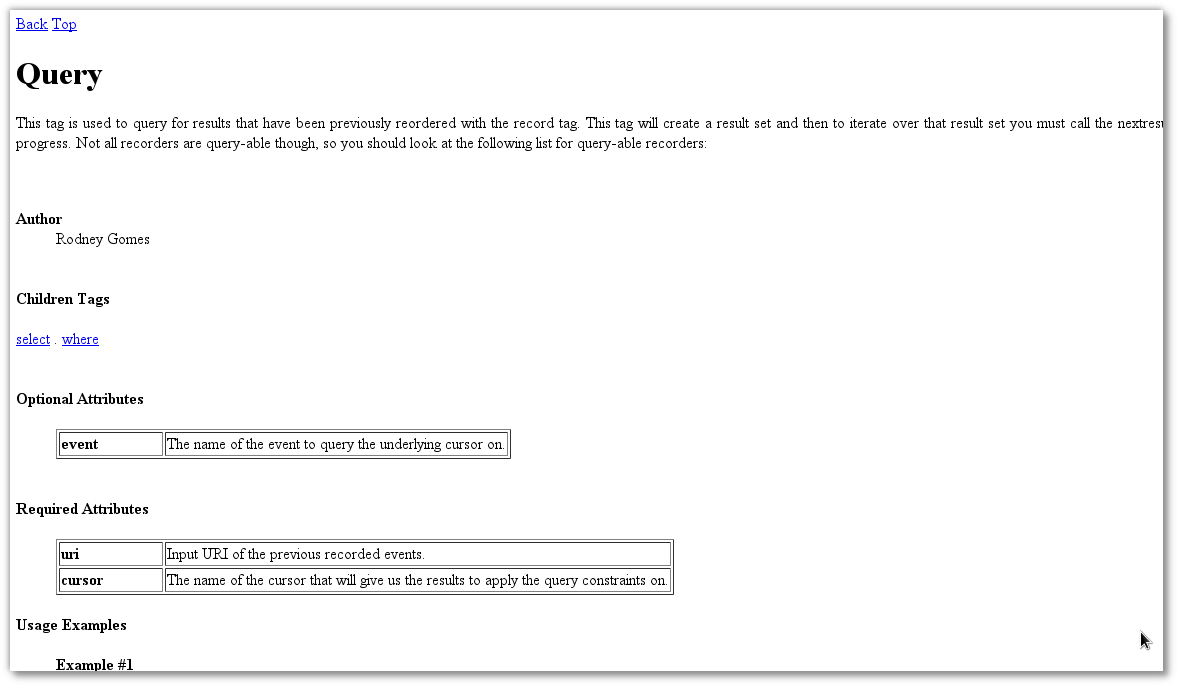 Back Top
Query
This tag is used to query for results that have been previously reordered with the record tag. This tag will create a result set and then to iterate over that result set you must call the nextresu
progress. Not all recorders are query-able though, so you should look at the following list for query-able recorders:
Author
Rodney Gomes
Children Tags
select . where
Optional Attributes
event The name of the event to query the underlying cursor on.
Required Attributes
uri Input URI of the previous recorded events.
cursor The name of the cursor that will give us the results to apply the query constraints on.
Usage Examples
Example #1